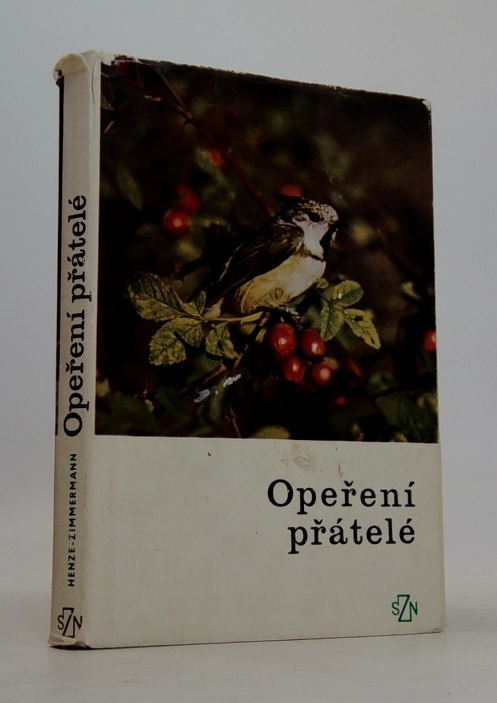 Opeření přátelé
HENZE-ZIMMERMANN
SZN
Opeření
přátelé
SZN